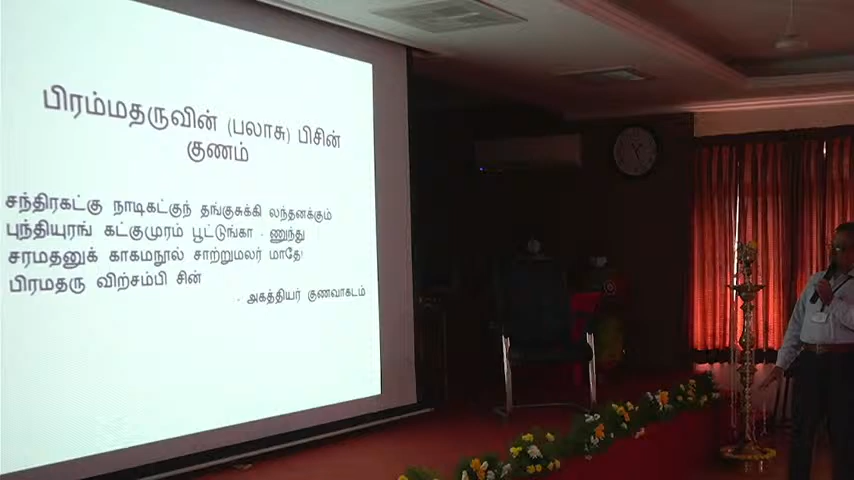 பிரம்மதருவின் (பலாசு) பிசின்
குணம்
சந்திரகட்கு நாடிகட்குந் தங்குசுக்கி லந்தனக்கும்
புந்தியுரங் கட்குமுரம் பூட்டுங்கா - ணுந்து
சரமதனுக் காகமநூல் சாற்றுமலர் மாதே!
பிரமதரு விற்சம்பி சின்
- அகத்தியர் குணவாகடம்